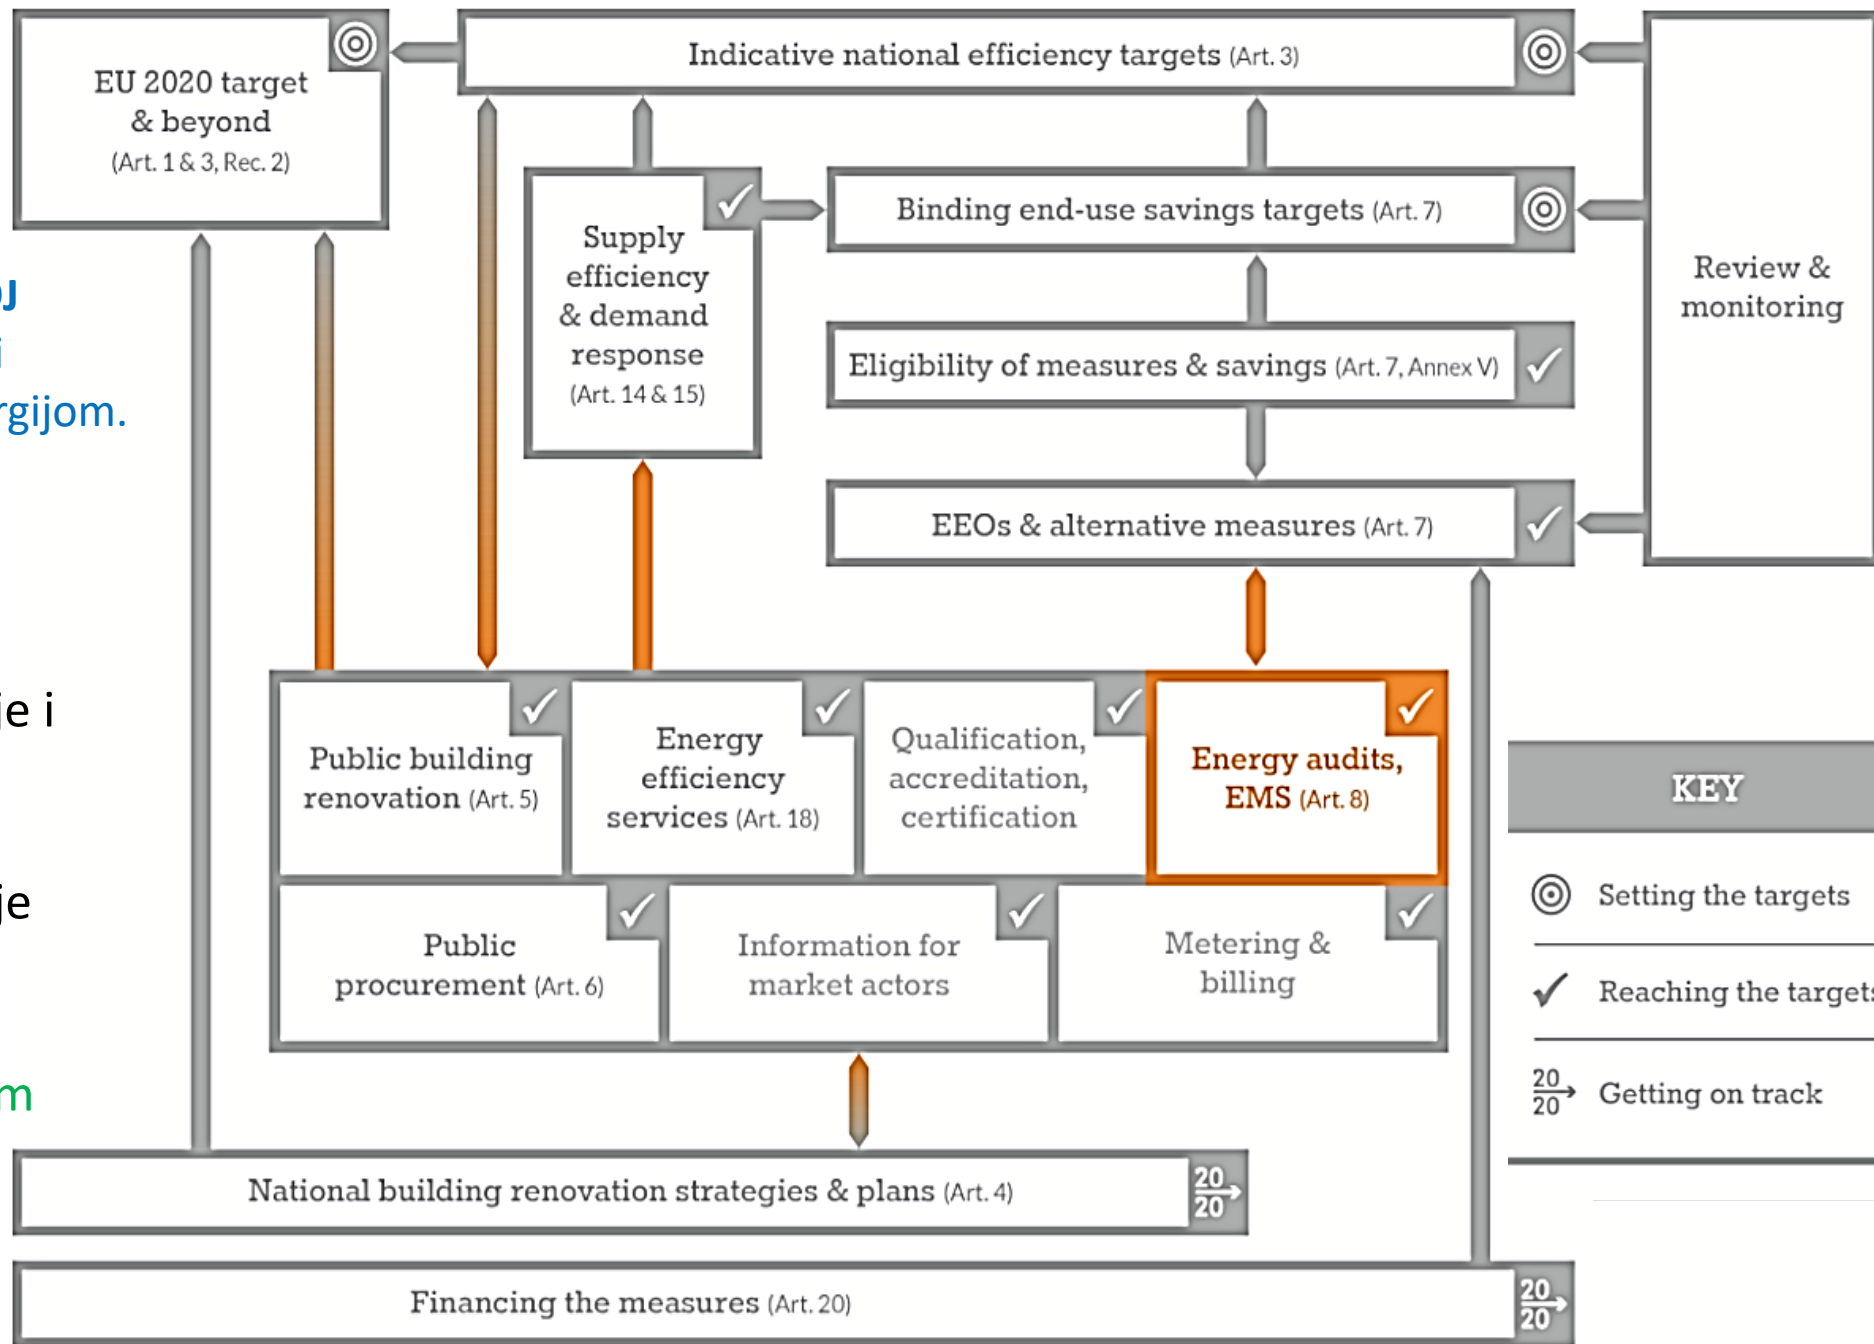 EU 2020 target
& beyond
(Art. 1 & 3, Rec. 2)
Indicative national efficiency targets (Art. 3)
Supply
efficiency
& demand
response
(Art. 14 & 15)
Binding end-use savings targets (Art. 7)
Eligibility of measures & savings (Art. 7, Annex V)
EEOs & alternative measures (Art. 7)
Review &
monitoring
Public building
renovation (Art. 5)
Energy
efficiency
services (Art. 18)
Qualification,
accreditation,
certification
Energy audits,
EMS (Art. 8)
Public
procurement (Art. 6)
Information for
market actors
Metering &
billing
National building renovation strategies & plans (Art. 4)
20
20
Financing the measures (Art. 20)
20
20
KEY
Setting the targets
Reaching the targets
20
20
Getting on track
i
rgijom.
je i
je
m